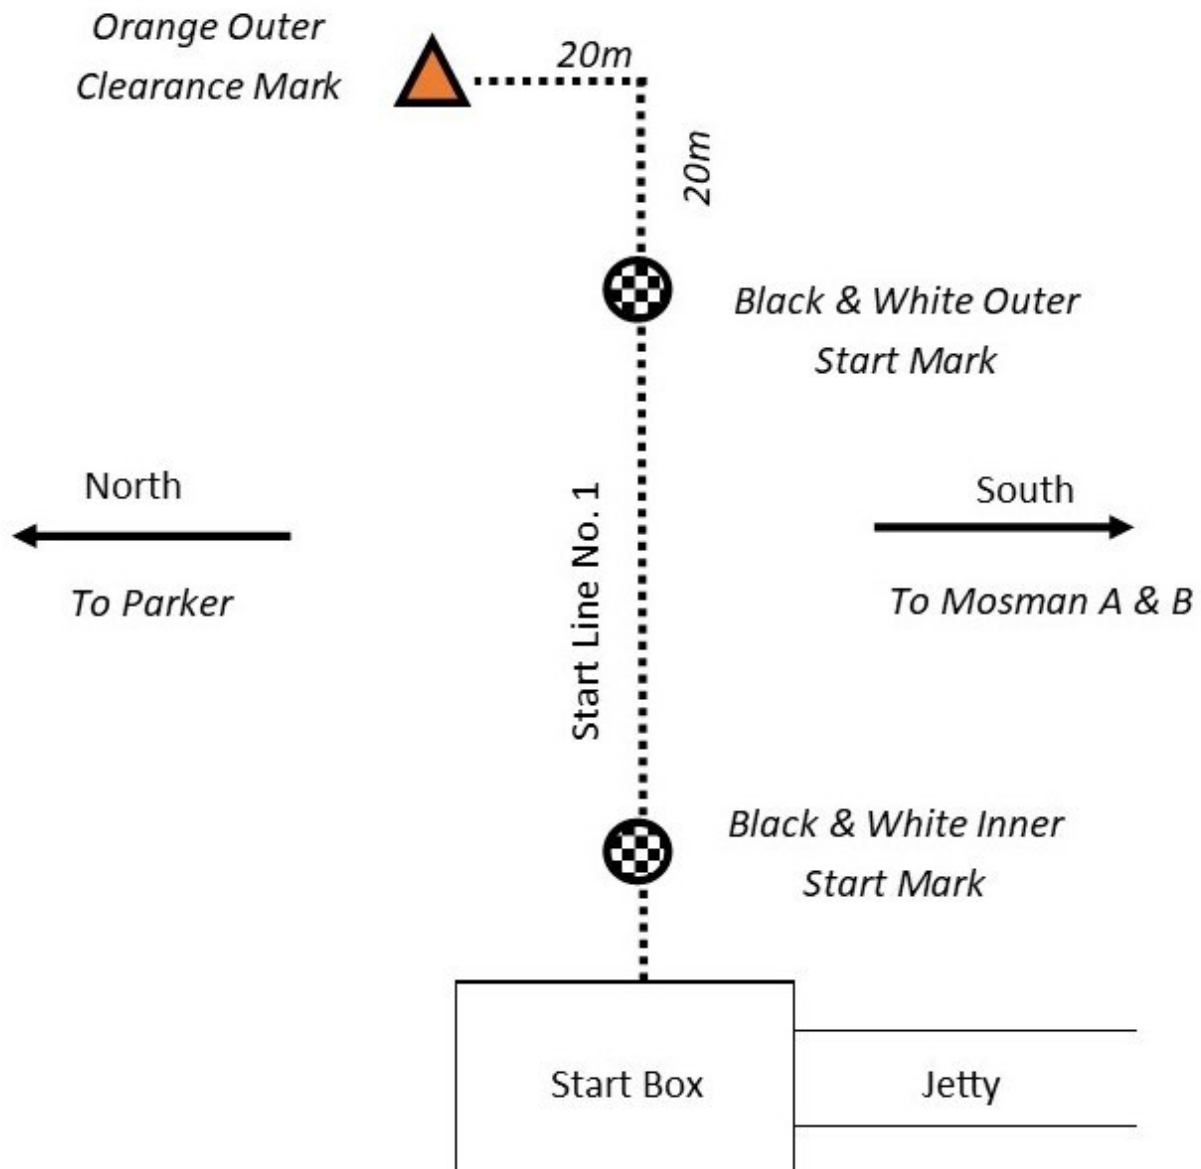 Orange Outer
Clearance Mark
20m
20m
Black & White Outer
Start Mark
North
To Parker
Start Line No. 1
South
To Mosman A & B
Black & White Inner
Start Mark
Start Box
Jetty